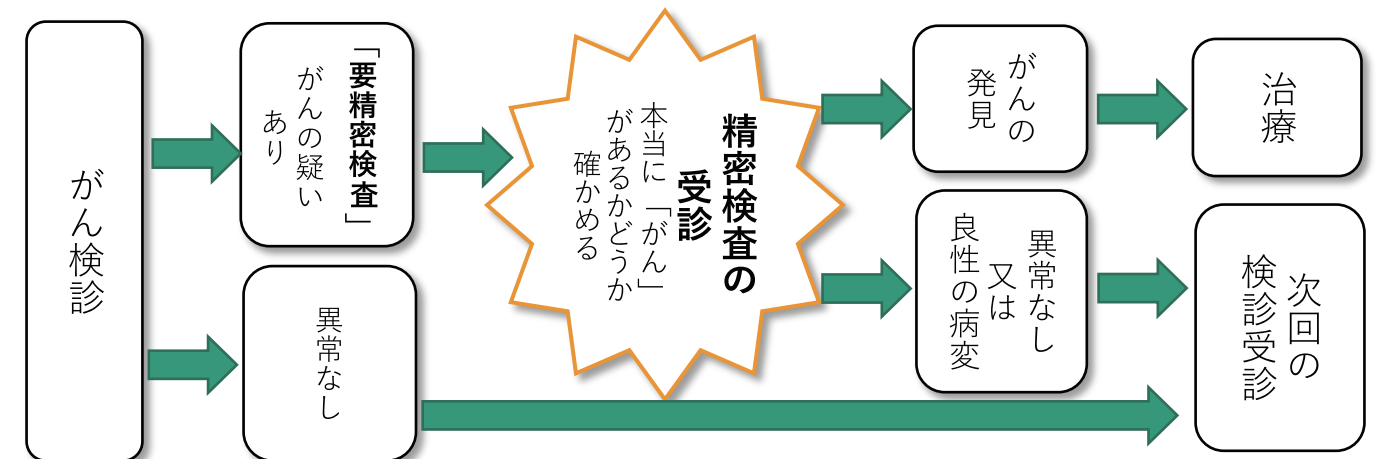 がん検診
「要精密検査」
がんの疑い
あり
異常なし
精密検査の
受診
本当に「がん」
があるかどうか
確かめる
がんの
発見
治療
異常なし
又は
良性の病変
次回の
検診受診